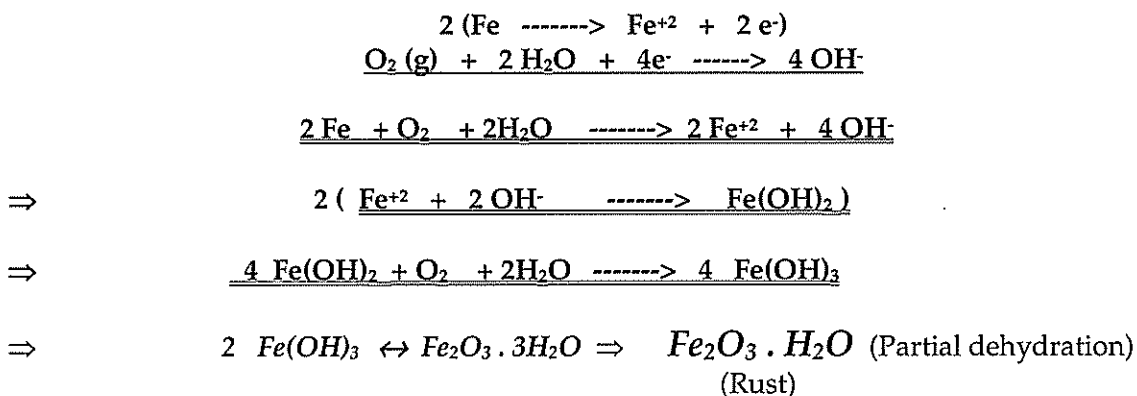 2 (Fe -------> Fe⁺² + 2 e⁻)
O₂ (g) + 2 H₂O + 4e⁻ ------> 4 OH⁻
2 Fe + O₂ + 2H₂O -------> 2 Fe⁺² + 4 OH⁻
⇒ 2 ( Fe⁺² + 2 OH⁻ -------> Fe(OH)₂ )
⇒ 4 Fe(OH)₂ + O₂ + 2H₂O -------> 4 Fe(OH)₃
⇒ 2 Fe(OH)₃ ↔ Fe₂O₃ . 3H₂O ⇒ Fe₂O₃ . H₂O (Partial dehydration)
(Rust)